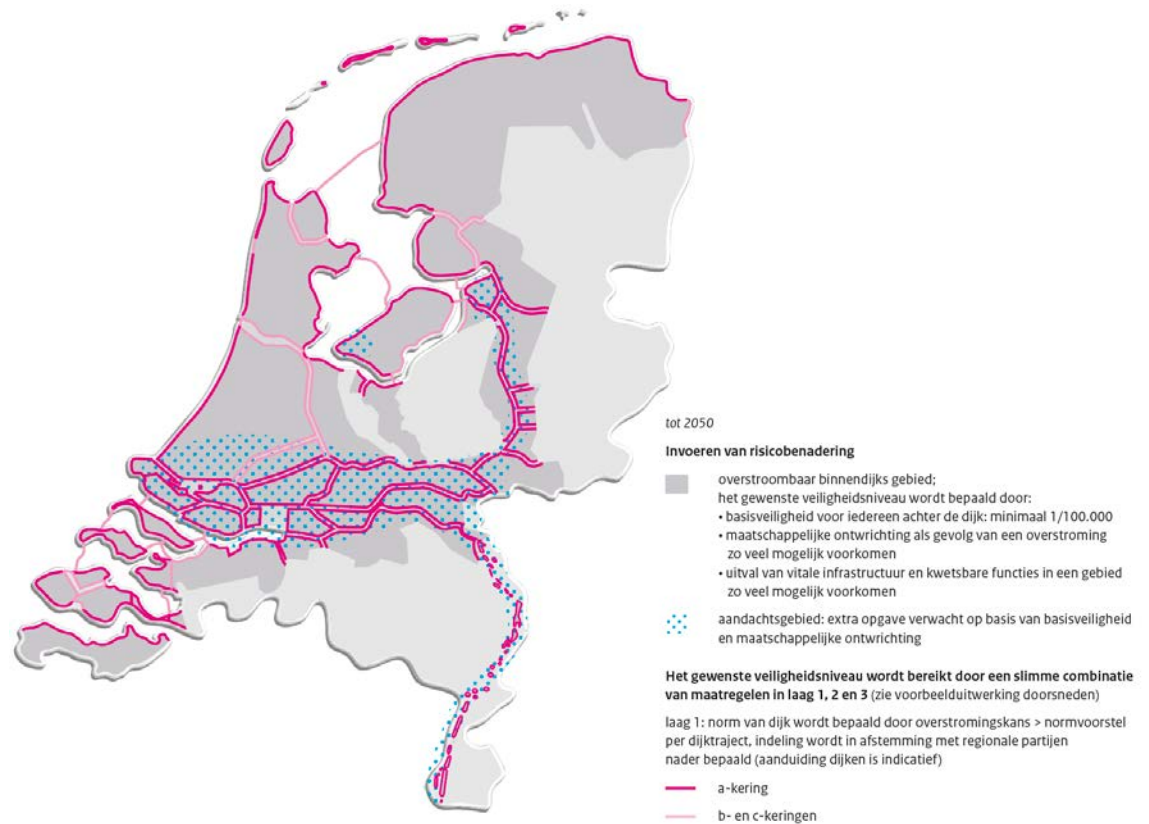 tot 2050
Invoeren van risicobenadering
overstroombaar binnendijks gebied;
het gewenste veiligheidsniveau wordt bepaald door:
• basisveiligheid voor iedereen achter de dijk: minimaal 1/100.000
• maatschappelijke ontwrichting als gevolg van een overstroming
zo veel mogelijk voorkomen
• uitval van vitale infrastructuur en kwetsbare functies in een gebied
zo veel mogelijk voorkomen
aandachtsgebied: extra opgave verwacht op basis van basisveiligheid
en maatschappelijke ontwrichting
Het gewenste veiligheidsniveau wordt bereikt door een slimme combinatie
van maatregelen in laag 1, 2 en 3 (zie voorbeelduitwerking doorsneden)
laag 1: norm van dijk wordt bepaald door overstromingskans > normvoorstel
per dijktraject, indeling wordt in afstemming met regionale partijen
nader bepaald (aanduiding dijken is indicatief)
a-kering
b- en c-keringen